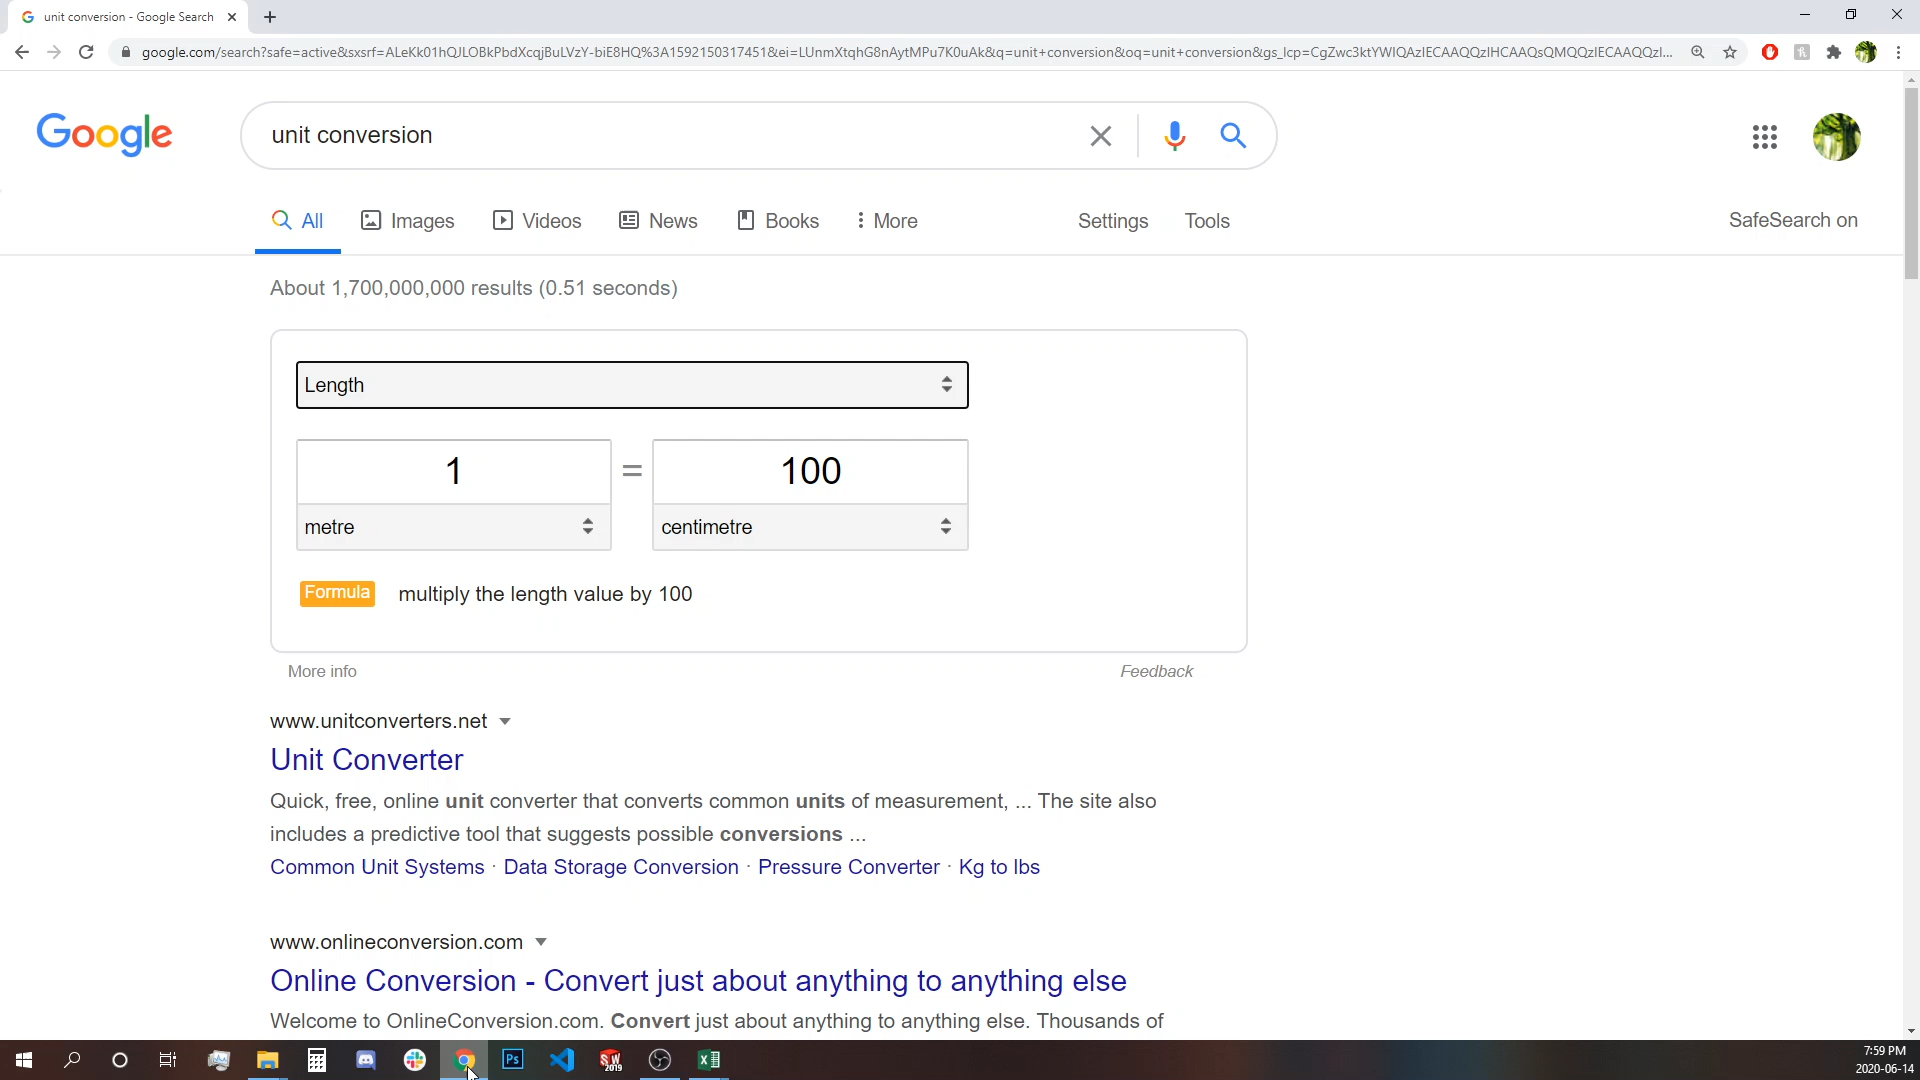 unit conversion - Google Search
google.com/search?safe=active&sxsrf=ALeKk01hQJLOBkPbdXcqjBuLVzY-biE8HQ%3A1592150317451&ei=LUnmXtqhG8nAytMPu7K0uAk&q=unit+conversion&oq=unit+conversion&gs_lcp=CgZwc3ktYWIQAzIECAAQQzIHCAAQsQMQQzIECAAQQzI...
Google
unit conversion
All Images Videos News Books More Settings Tools SafeSearch on
About 1,700,000,000 results (0.51 seconds)
Length
1 = 100
metre centimetre
Formula multiply the length value by 100
More info Feedback
www.unitconverters.net
Unit Converter
Quick, free, online unit converter that converts common units of measurement, ... The site also
includes a predictive tool that suggests possible conversions ...
Common Unit Systems · Data Storage Conversion · Pressure Converter · Kg to lbs
www.onlineconversion.com
Online Conversion - Convert just about anything to anything else
Welcome to OnlineConversion.com. Convert just about anything to anything else. Thousands of
Ps
SW
2019
7:59 PM
2020-06-14